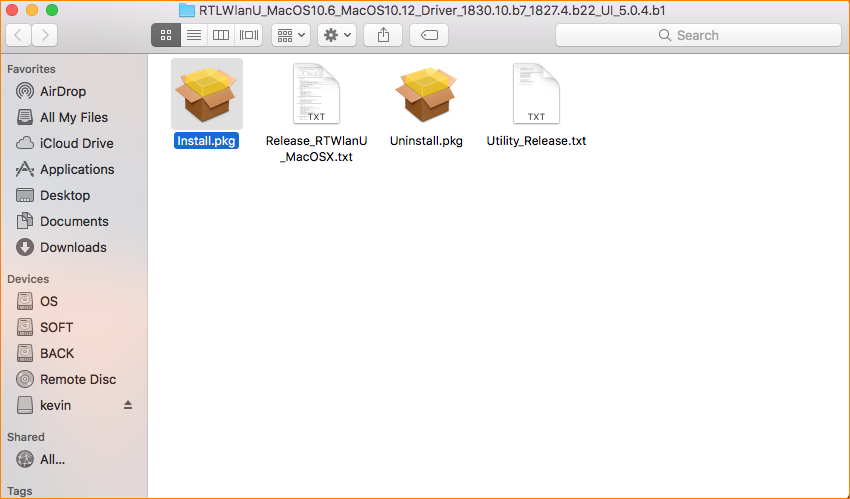 RTLWlanU_MacOS10.6_MacOS10.12_Driver_1830.10.b7_1827.4.b22_UI_5.0.4.b1
Search
Favorites
AirDrop
All My Files
iCloud Drive
Applications
Desktop
Documents
Downloads
Devices
OS
SOFT
BACK
Remote Disc
kevin
Shared
All...
Tags
Install.pkg
TXT
Release_RTWlanU
_MacOSX.txt
Uninstall.pkg
TXT
Utility_Release.txt